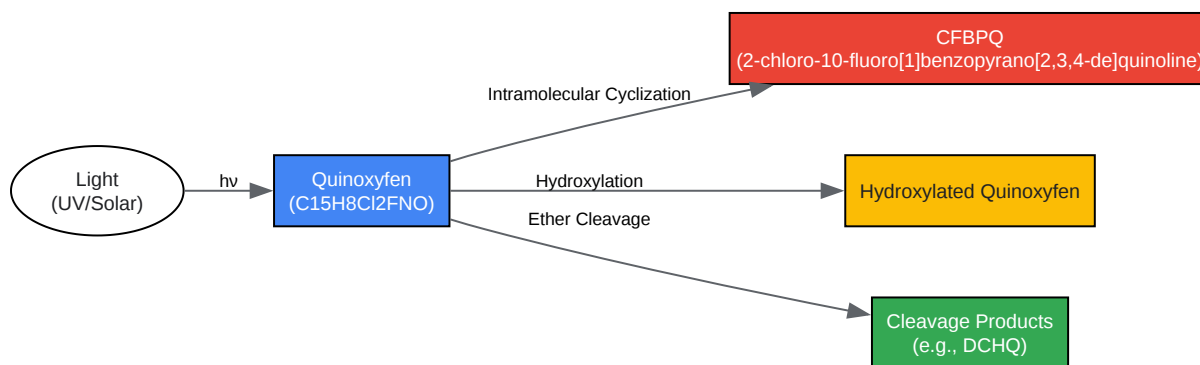 CFBPQ
(2-chloro-10-fluoro[1]benzopyrano[2,3,4-de]quinoline)
Intramolecular Cyclization
Light
(UV/Solar)
hν
Quinoxyfen
(C15H8Cl2FNO)
Hydroxylation
Hydroxylated Quinoxyfen
Ether Cleavage
Cleavage Products
(e.g., DCHQ)